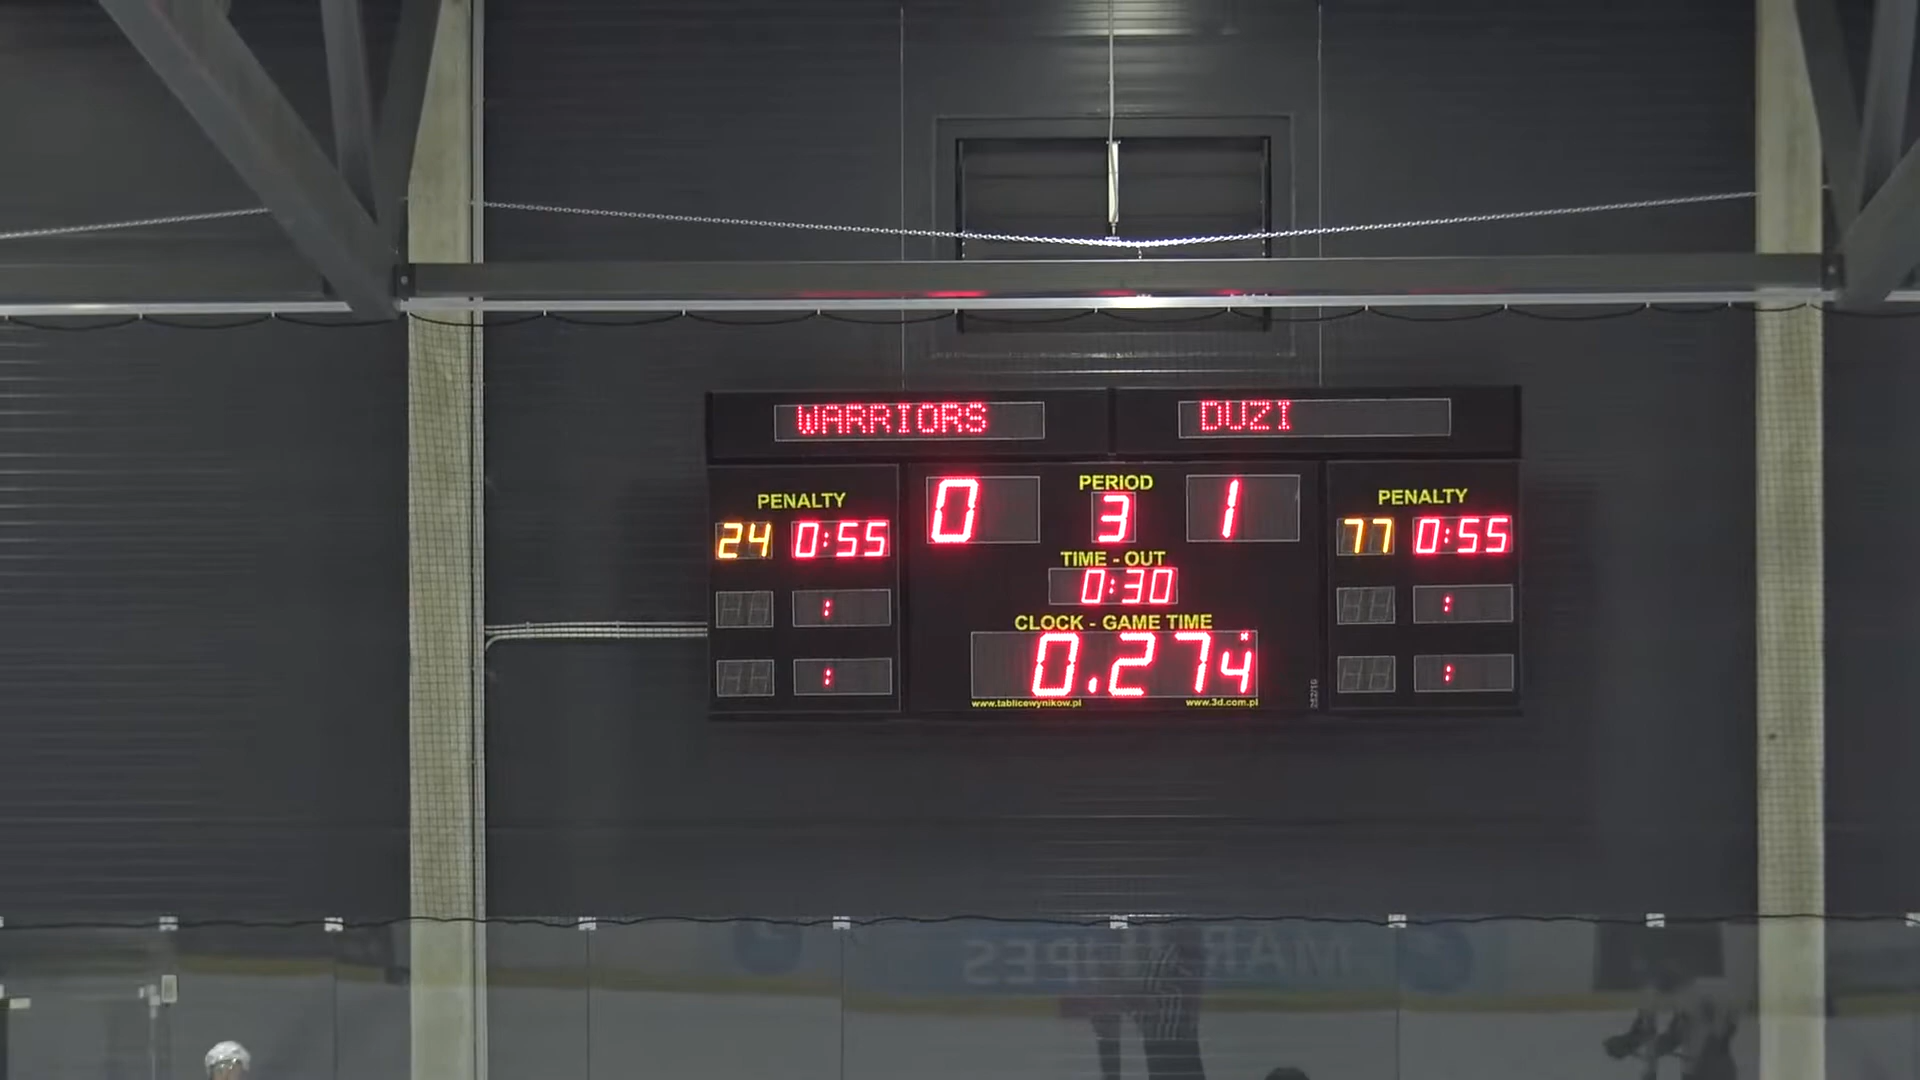 WARRIORS
DUZI
PENALTY
24 0:55
:
:
0
PERIOD
3
1
TIME - OUT
0:30
CLOCK - GAME TIME
0.274
www.tablicewynikow.pl
www.3d.com.pl
PENALTY
77 0:55
:
: